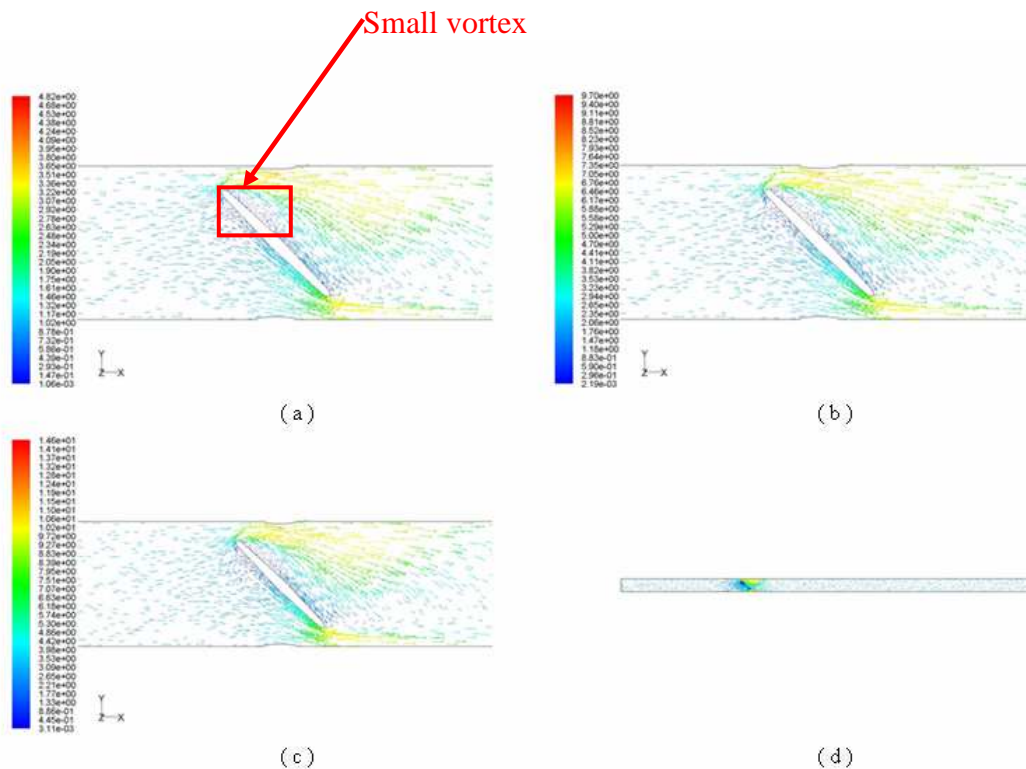 Small vortex
4.82e+00
4.68e+00
4.53e+00
4.38e+00
4.24e+00
4.09e+00
3.95e+00
3.80e+00
3.65e+00
3.51e+00
3.36e+00
3.22e+00
3.07e+00
2.92e+00
2.78e+00
2.63e+00
2.48e+00
2.34e+00
2.19e+00
2.05e+00
1.90e+00
1.75e+00
1.61e+00
1.46e+00
1.32e+00
1.17e+00
1.02e+00
8.78e-01
7.32e-01
5.86e-01
4.39e-01
2.93e-01
1.47e-01
1.06e-03
Y
Z X
(a)
9.70e+00
9.40e+00
9.11e+00
8.81e+00
8.52e+00
8.23e+00
7.93e+00
7.64e+00
7.35e+00
7.05e+00
6.76e+00
6.46e+00
6.17e+00
5.88e+00
5.58e+00
5.29e+00
5.00e+00
4.70e+00
4.41e+00
4.11e+00
3.82e+00
3.53e+00
3.23e+00
2.94e+00
2.65e+00
2.35e+00
2.06e+00
1.76e+00
1.47e+00
1.18e+00
8.83e-01
5.90e-01
2.96e-01
2.19e-03
Y
Z X
(b)
1.46e+01
1.41e+01
1.37e+01
1.32e+01
1.28e+01
1.24e+01
1.19e+01
1.15e+01
1.10e+01
1.06e+01
1.02e+01
9.72e+00
9.27e+00
8.83e+00
8.39e+00
7.95e+00
7.51e+00
7.07e+00
6.63e+00
6.18e+00
5.74e+00
5.30e+00
4.86e+00
4.42e+00
3.98e+00
3.53e+00
3.09e+00
2.65e+00
2.21e+00
1.77e+00
1.33e+00
8.86e-01
4.45e-01
3.11e-03
Y
Z X
(c)
(d)